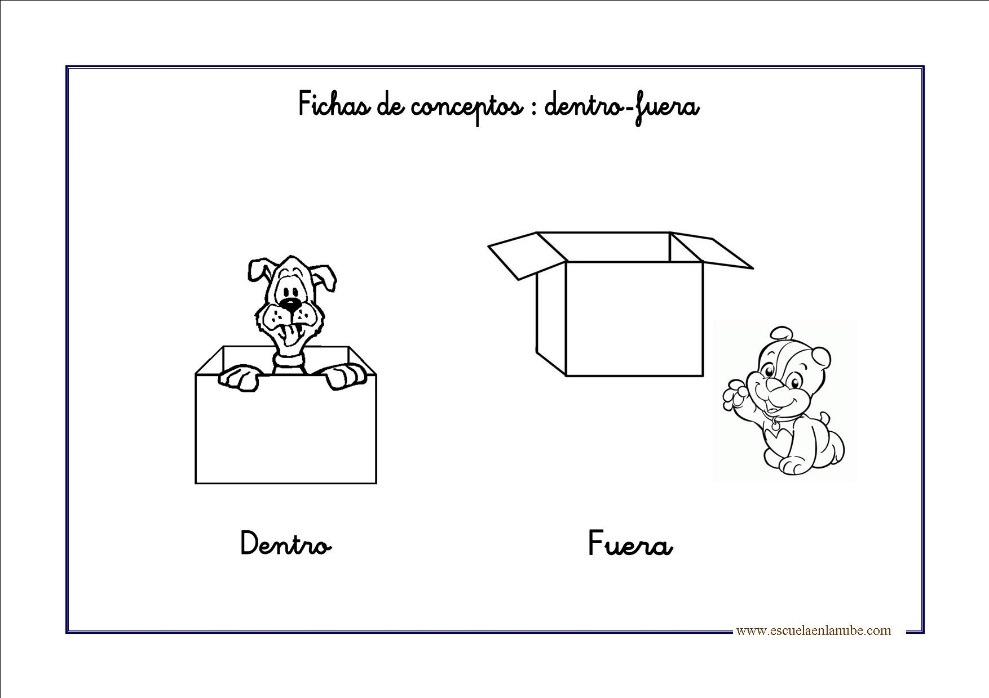 Fichas de conceptos : dentro-fuera
Dentro
Fuera
www.escuelaenlanube.com